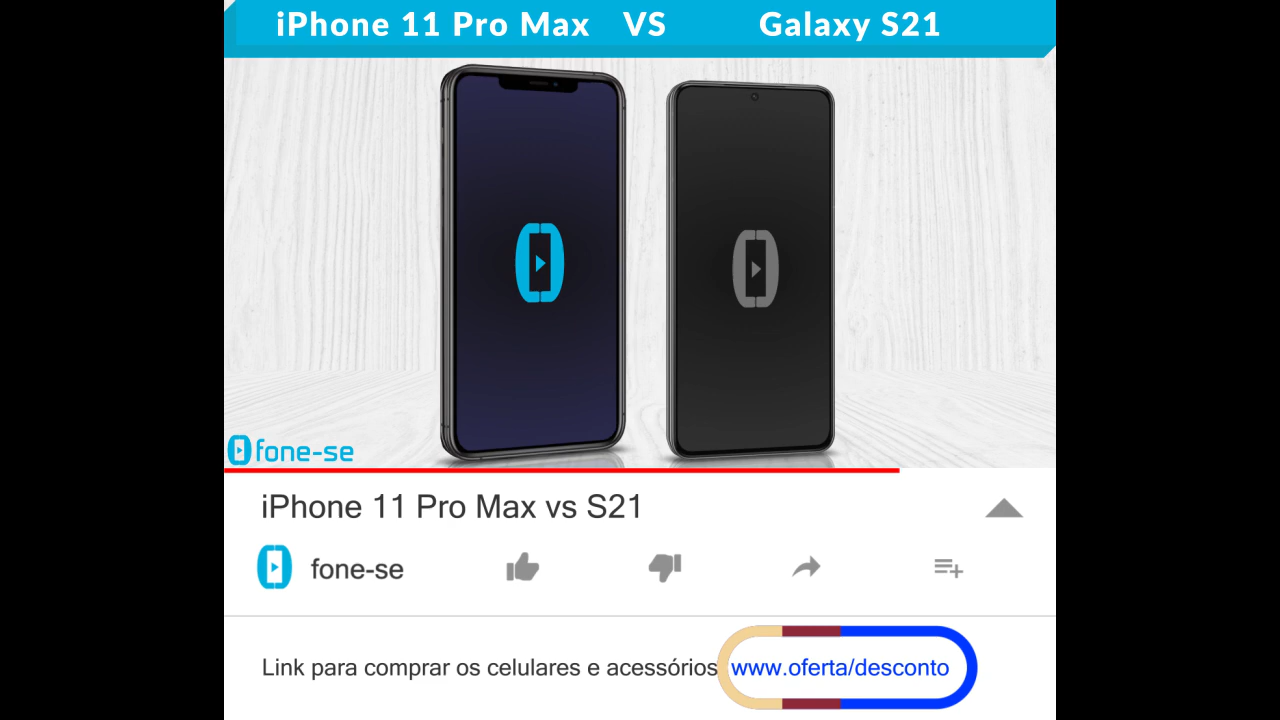 iPhone 11 Pro Max VS Galaxy S21
fone-se
iPhone 11 Pro Max vs S21
fone-se
Link para comprar os celulares e acessórios www.oferta/desconto